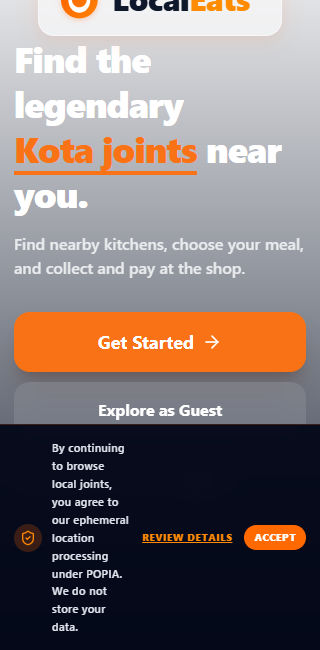 LocalEats
Find the
legendary
Kota joints near
you.
Find nearby kitchens, choose your meal,
and collect and pay at the shop.
Get Started →
Explore as Guest
By continuing
to browse
local joints,
you agree to
our ephemeral
location
processing
under POPIA.
We do not
store your
data.
REVIEW DETAILS
ACCEPT